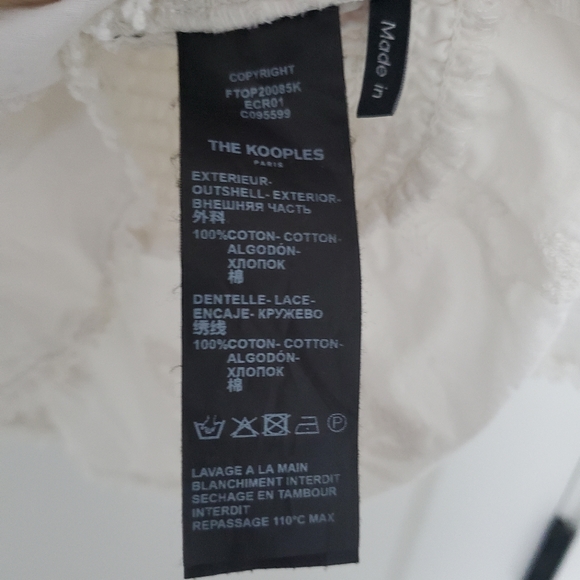 COPYRIGHT
FTOP20085K
ECR01
C095599
THE KOOPLES
PARIS
EXTERIEUR-
OUTSHELL- EXTERIOR-
ВНЕШНЯЯ ЧАСТЬ
外科
100%COTON- COTTON-
ALGODÓN-
ХЛОПОК
棉
DENTELLE- LACE-
ENCAJE- КРУЖЕВО
绣线
100%COTON- COTTON-
ALGODÓN-
ХЛОПОК
棉
P
LAVAGE A LA MAIN
BLANCHIMENT INTERDIT
SECHAGE EN TAMBOUR
INTERDIT
REPASSAGE 110°C MAX
Made in